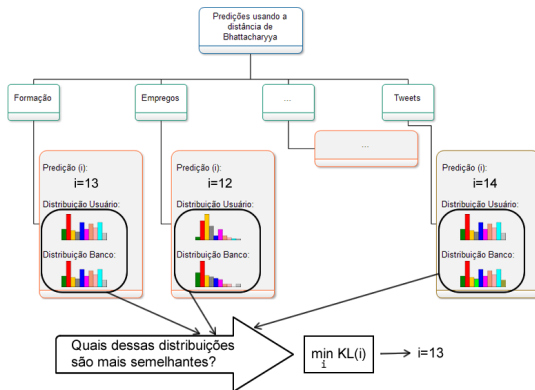 Predições usando a
distância de
Bhattacharyya
Formação
Empregos
...
Tweets
...
Predição (i):
i=13
Distribuição Usuário:
Distribuição Banco:
Predição (i):
i=12
Distribuição Usuário:
Distribuição Banco:
Predição (i):
i=14
Distribuição Usuário:
Distribuição Banco:
Quais dessas distribuições
são mais semelhantes?
min KL(i)
i
i=13